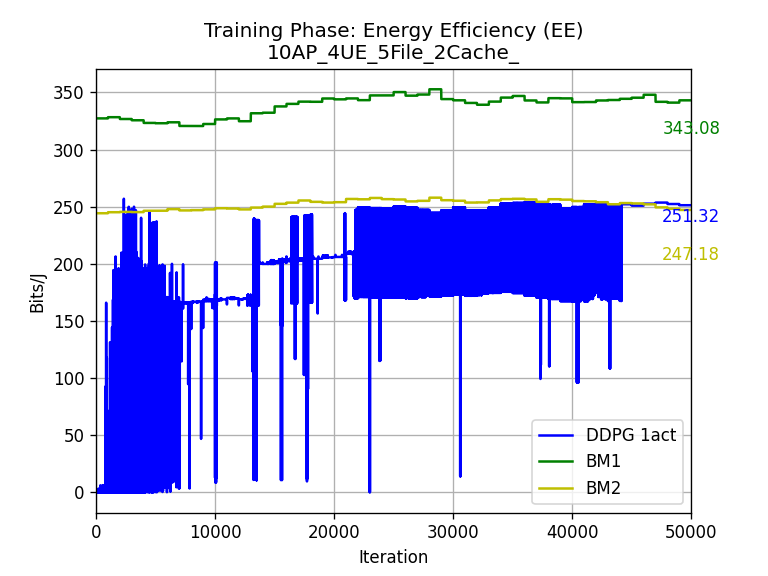 Training Phase: Energy Efficiency (EE)
10AP_4UE_5File_2Cache_
350
300
250
200
150
100
50
0
Bits/J
343.08
251.32
247.18
DDPG 1act
BM1
BM2
0 10000 20000 30000 40000 50000
Iteration